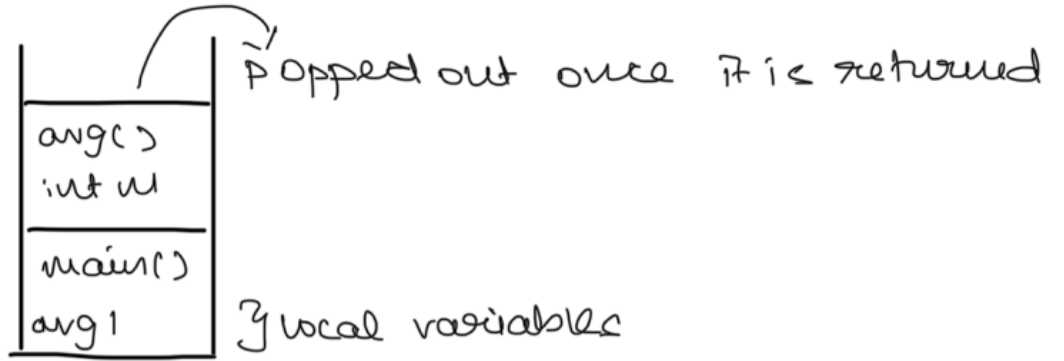 Popped out once it is returned
avg()
int n
main()
avg1 } local variables